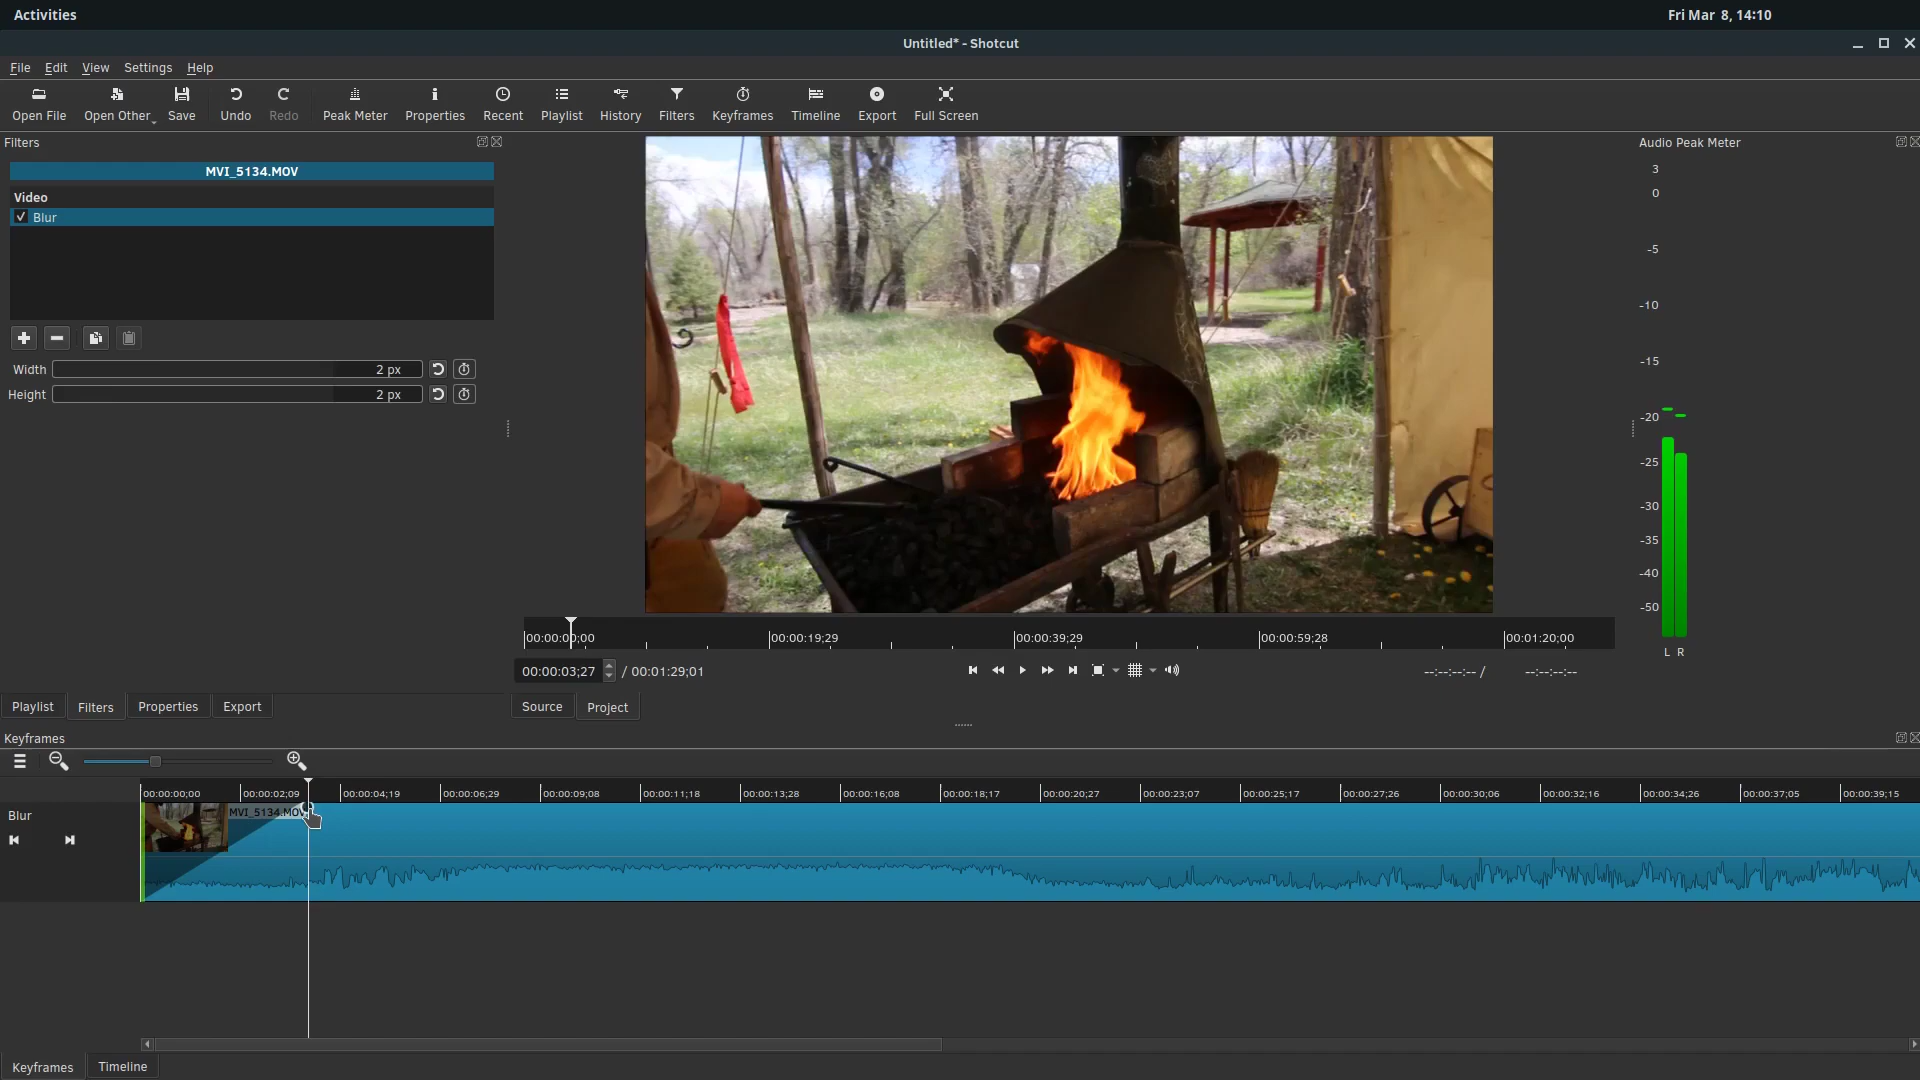 Activities
Fri Mar 8, 14:10
Untitled* - Shotcut
File Edit View Settings Help
Open File Open Other Save Undo Redo Peak Meter Properties Recent Playlist History Filters Keyframes Timeline Export Full Screen
Filters
Audio Peak Meter
MVI_5134.MOV
Video
Blur
Width 2 px
Height 2 px
3
0
-5
-10
-15
-20
-25
-30
-35
-40
-50
L R
00:00:00;00 00:00:19;29 00:00:39;29 00:00:59;28 00:01:20;00
00:00:03;27 / 00:01:29;01
--:--:--:-- / --:--:--:--
Playlist Filters Properties Export
Source Project
Keyframes
00:00:00;00 00:00:02;09 00:00:04;19 00:00:06;29 00:00:09;08 00:00:11;18 00:00:13;28 00:00:16;08 00:00:18;17 00:00:20;27 00:00:23;07 00:00:25;17 00:00:27;26 00:00:30;06 00:00:32;16 00:00:34;26 00:00:37;05 00:00:39;15
Blur
MVI_5134.MOV
Keyframes Timeline